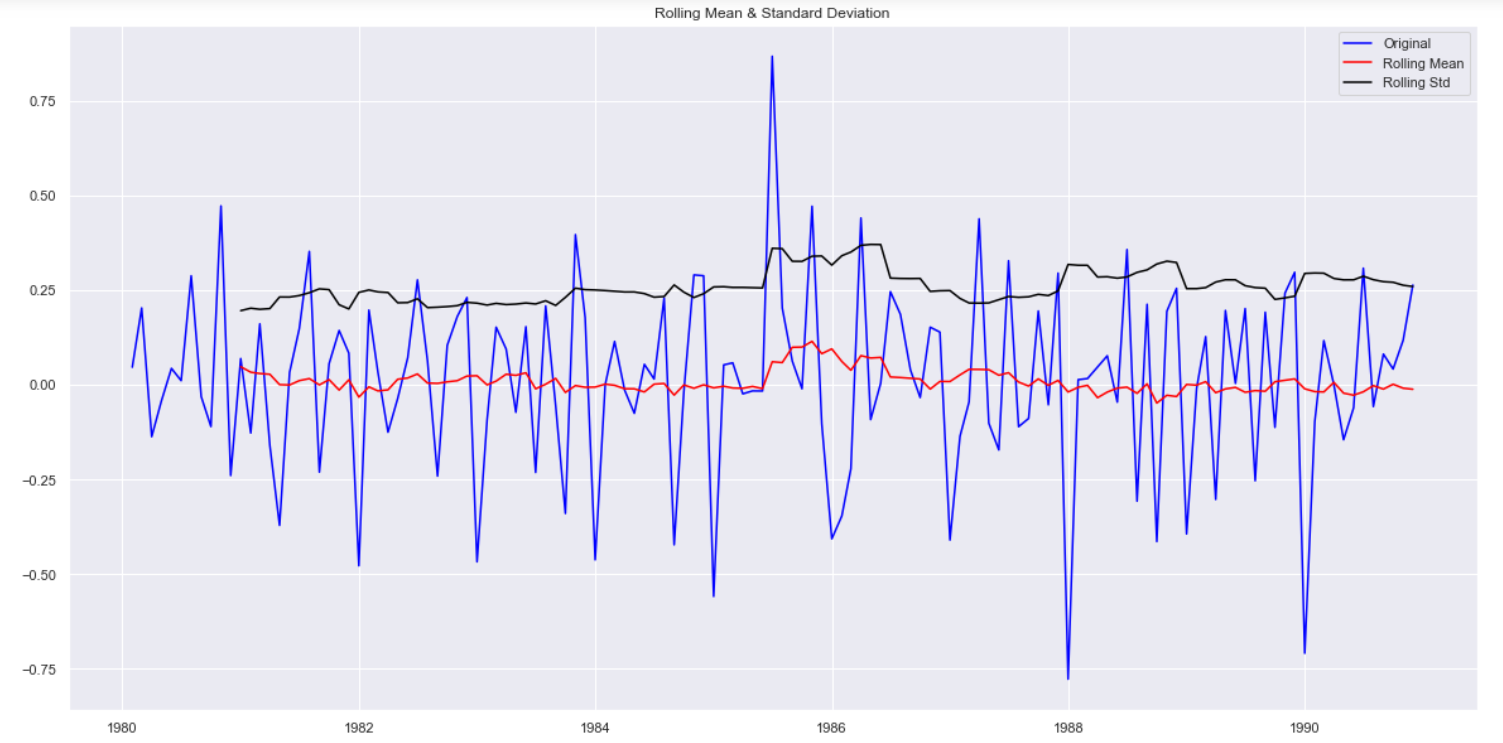 Rolling Mean & Standard Deviation
Original
Rolling Mean
Rolling Std
0.75
0.50
0.25
0.00
−0.25
−0.50
−0.75
1980 1982 1984 1986 1988 1990